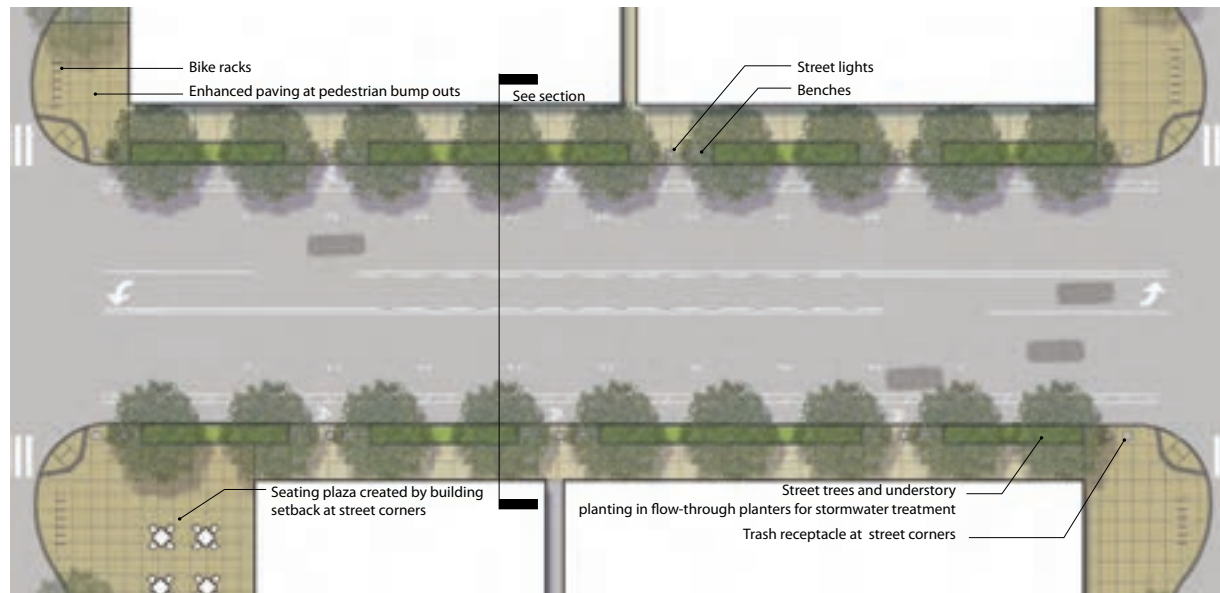 Bike racks
Enhanced paving at pedestrian bump outs
See section
Street lights
Benches
Seating plaza created by building
setback at street corners
Street trees and understory
planting in flow-through planters for stormwater treatment
Trash receptacle at street corners